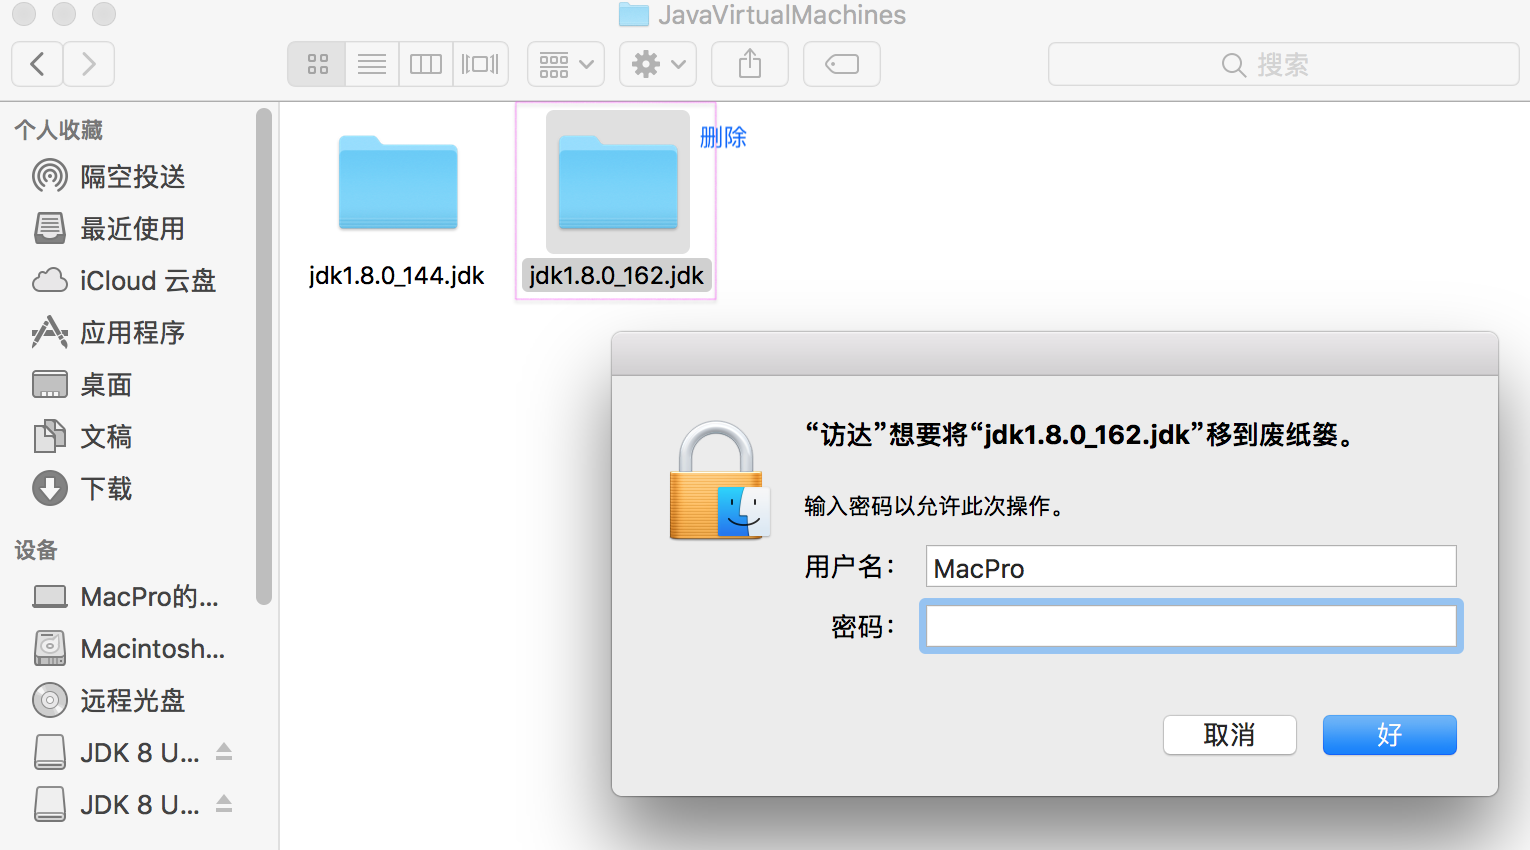 JavaVirtualMachines
搜索
个人收藏
隔空投送
最近使用
iCloud 云盘
应用程序
桌面
文稿
下载
设备
MacPro的...
Macintosh...
远程光盘
JDK 8 U...
JDK 8 U...
删除
jdk1.8.0_144.jdk
jdk1.8.0_162.jdk
“访达”想要将“jdk1.8.0_162.jdk”移到废纸篓。
输入密码以允许此次操作。
用户名：
MacPro
密码：
取消
好